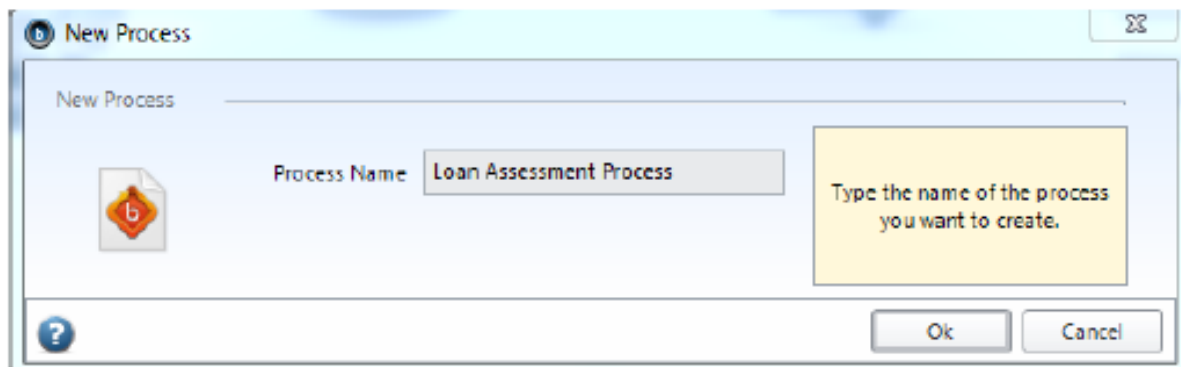 New Process
New Process
Process Name
Loan Assessment Process
Type the name of the process
you want to create.
Ok
Cancel